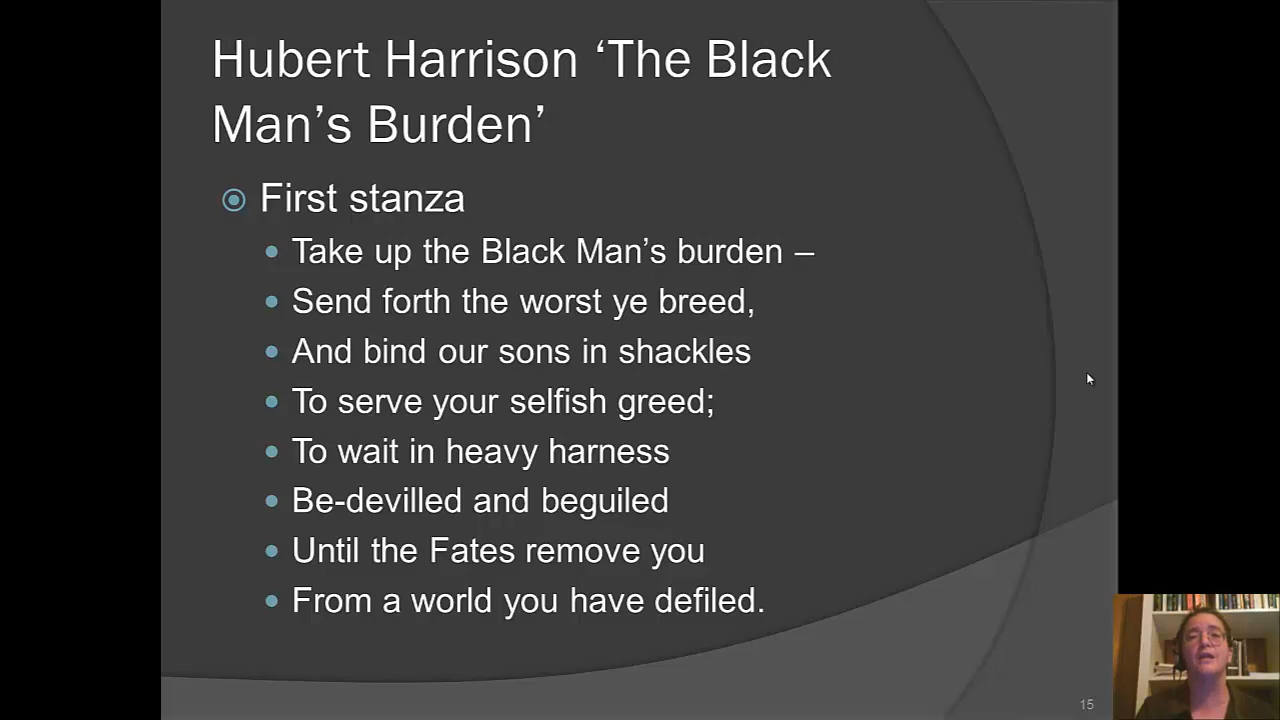 Hubert Harrison ‘The Black
Man’s Burden’
First stanza
Take up the Black Man’s burden –
Send forth the worst ye breed,
And bind our sons in shackles
To serve your selfish greed;
To wait in heavy harness
Be-devilled and beguiled
Until the Fates remove you
From a world you have defiled.
15